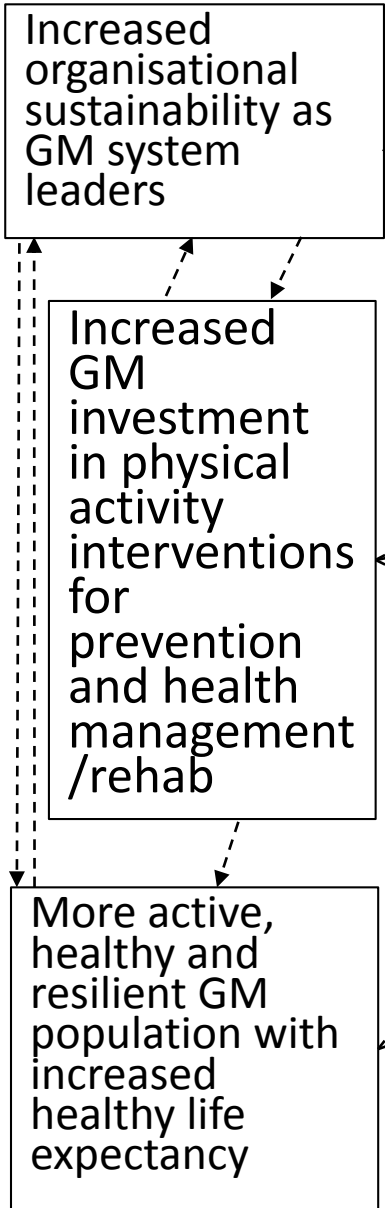 Increased
organisational
sustainability as
GM system
leaders
Increased
GM
investment
in physical
activity
interventions
for
prevention
and health
management
/rehab
More active,
healthy and
resilient GM
population with
increased
healthy life
expectancy